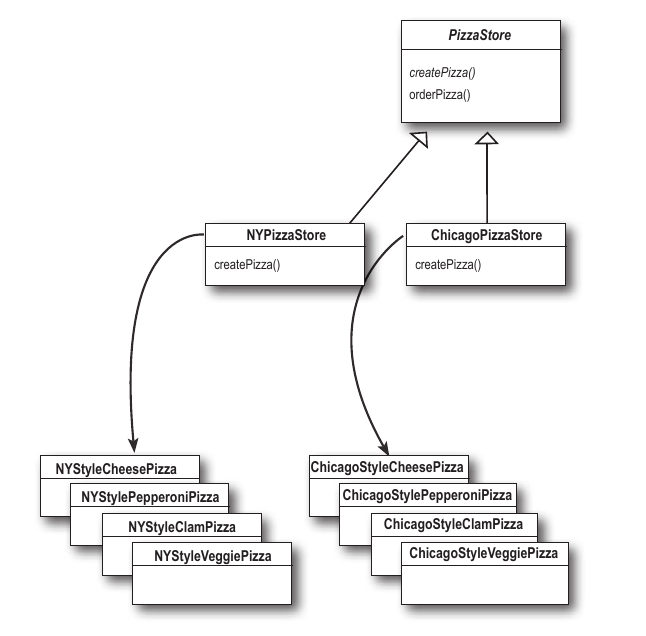 PizzaStore
createPizza()
orderPizza()
NYPizzaStore
createPizza()
ChicagoPizzaStore
createPizza()
NYStyleCheesePizza
NYStylePepperoniPizza
NYStyleClamPizza
NYStyleVeggiePizza
ChicagoStyleCheesePizza
ChicagoStylePepperoniPizza
ChicagoStyleClamPizza
ChicagoStyleVeggiePizza